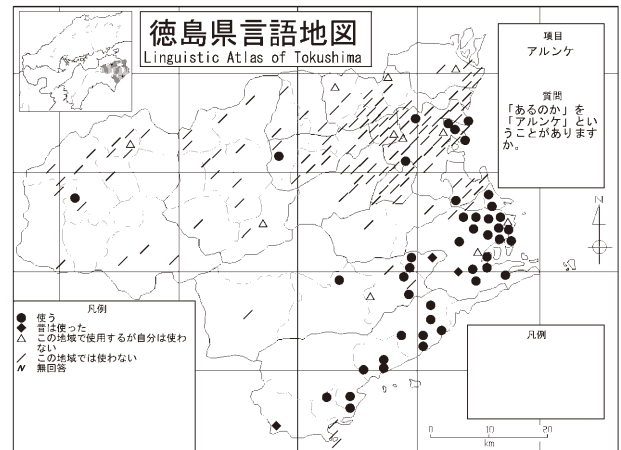 徳島県言語地図
Linguistic Atlas of Tokushima
項目
アルンケ
質問
「あるのか」を
「アルンケ」とい
うことがあります
か。
N
凡例
使う
昔は使った
この地域で使用するが自分は使わ
ない
この地域では使わない
無回答
凡例
0 10 20
km